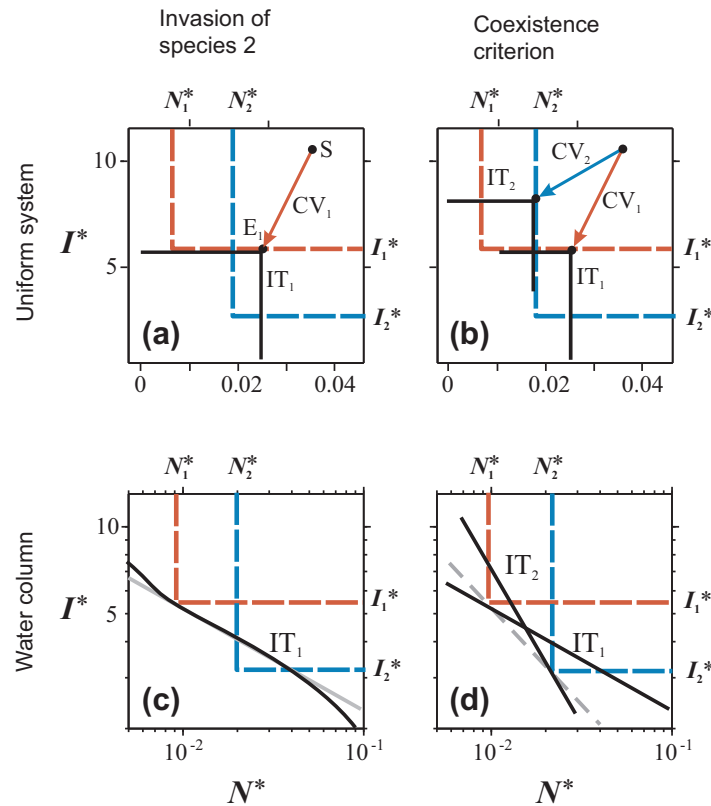 Invasion of
species 2
Coexistence
criterion
Uniform system
I*
N₁* N₂*
10
5
S
CV₁
E₁
IT₁
I₁*
I₂*
(a)
0 0.02 0.04
N₁* N₂*
10
5
CV₂
IT₂
CV₁
IT₁
I₁*
I₂*
(b)
0 0.02 0.04
Water column
I*
N₁* N₂*
10
5
IT₁
I₁*
I₂*
(c)
10⁻² 10⁻¹
N*
N₁* N₂*
IT₂
IT₁
I₁*
I₂*
(d)
10⁻² 10⁻¹
N*